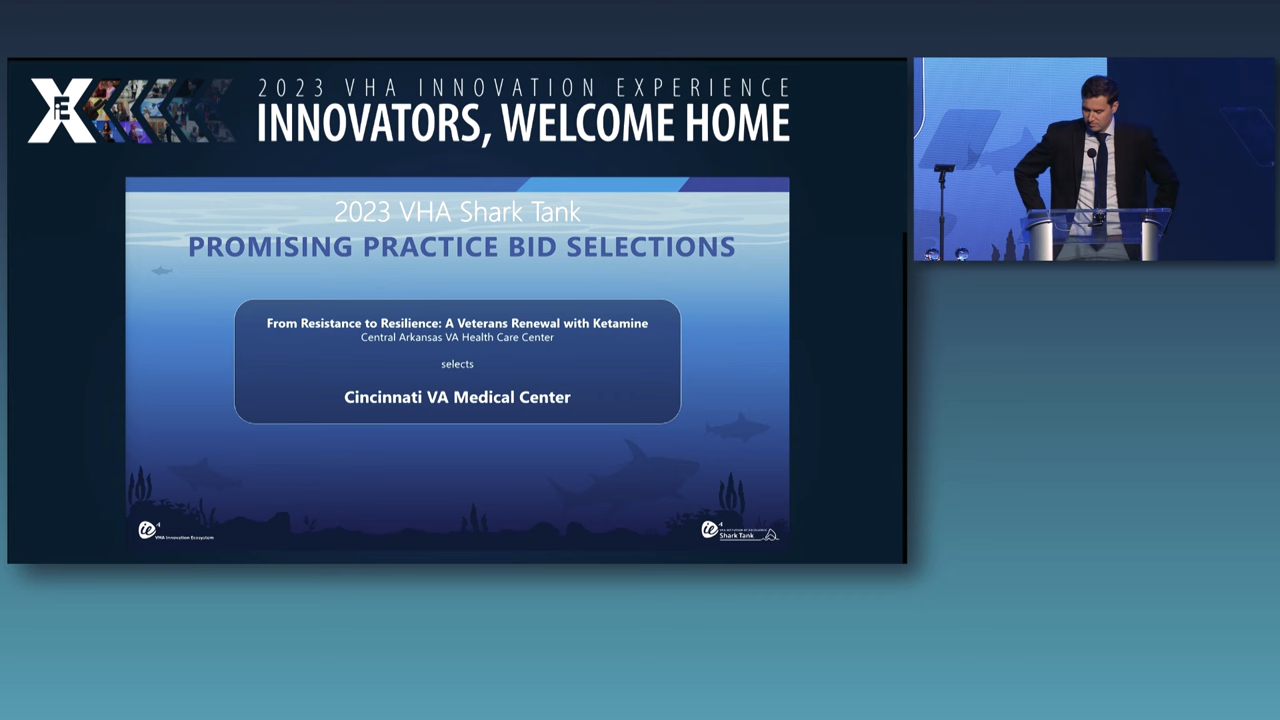 2023 VHA INNOVATION EXPERIENCE
INNOVATORS, WELCOME HOME
2023 VHA Shark Tank
PROMISING PRACTICE BID SELECTIONS
From Resistance to Resilience: A Veterans Renewal with Ketamine
Central Arkansas VA Health Care Center
selects
Cincinnati VA Medical Center
ie
VHA Innovation Ecosystem
ie
Shark Tank